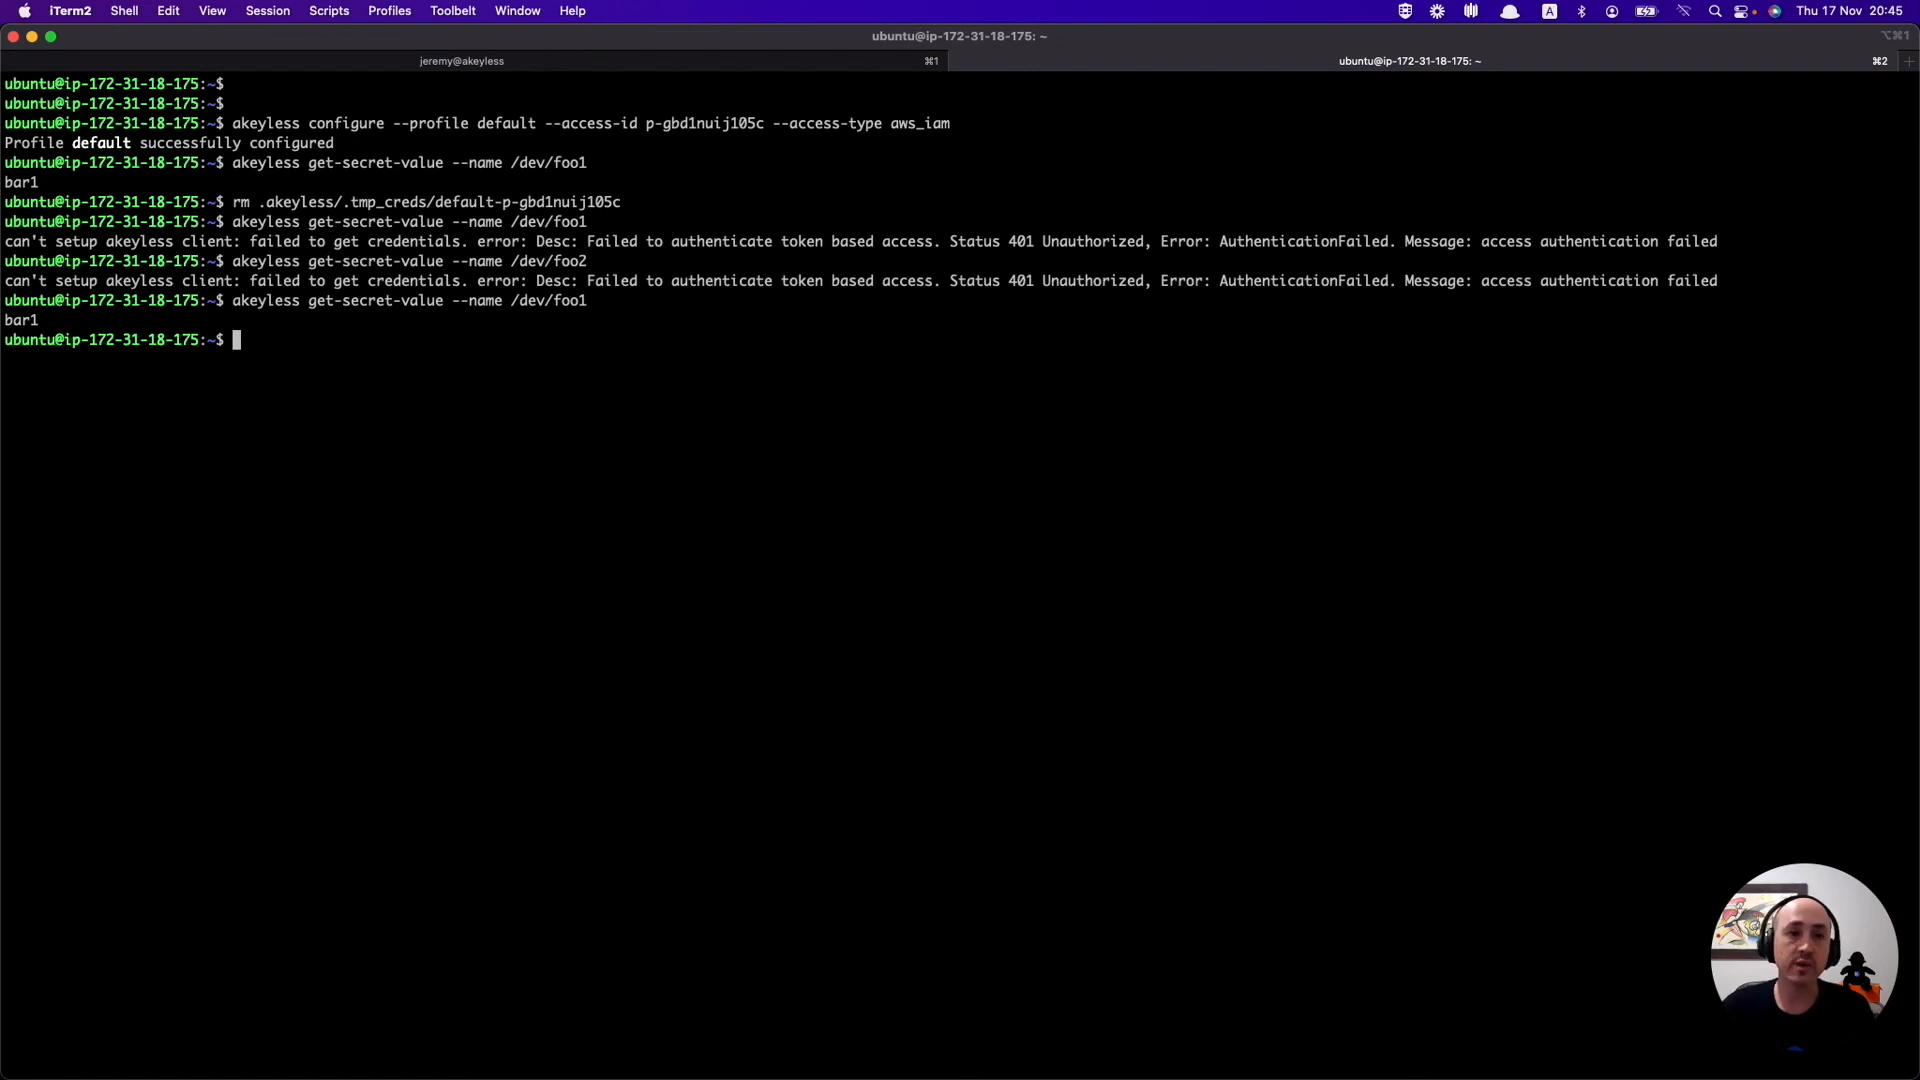 iTerm2 Shell Edit View Session Scripts Profiles Toolbelt Window Help A Thu 17 Nov 20:45
ubuntu@ip-172-31-18-175: ~ ⌥⌘1
jeremy@akeyless ⌘1 ubuntu@ip-172-31-18-175: ~ ⌘2 +
ubuntu@ip-172-31-18-175:~$
ubuntu@ip-172-31-18-175:~$
ubuntu@ip-172-31-18-175:~$ akeyless configure --profile default --access-id p-gbd1nuij105c --access-type aws_iam
Profile default successfully configured
ubuntu@ip-172-31-18-175:~$ akeyless get-secret-value --name /dev/foo1
bar1
ubuntu@ip-172-31-18-175:~$ rm .akeyless/.tmp_creds/default-p-gbd1nuij105c
ubuntu@ip-172-31-18-175:~$ akeyless get-secret-value --name /dev/foo1
can't setup akeyless client: failed to get credentials. error: Desc: Failed to authenticate token based access. Status 401 Unauthorized, Error: AuthenticationFailed. Message: access authentication failed
ubuntu@ip-172-31-18-175:~$ akeyless get-secret-value --name /dev/foo2
can't setup akeyless client: failed to get credentials. error: Desc: Failed to authenticate token based access. Status 401 Unauthorized, Error: AuthenticationFailed. Message: access authentication failed
ubuntu@ip-172-31-18-175:~$ akeyless get-secret-value --name /dev/foo1
bar1
ubuntu@ip-172-31-18-175:~$